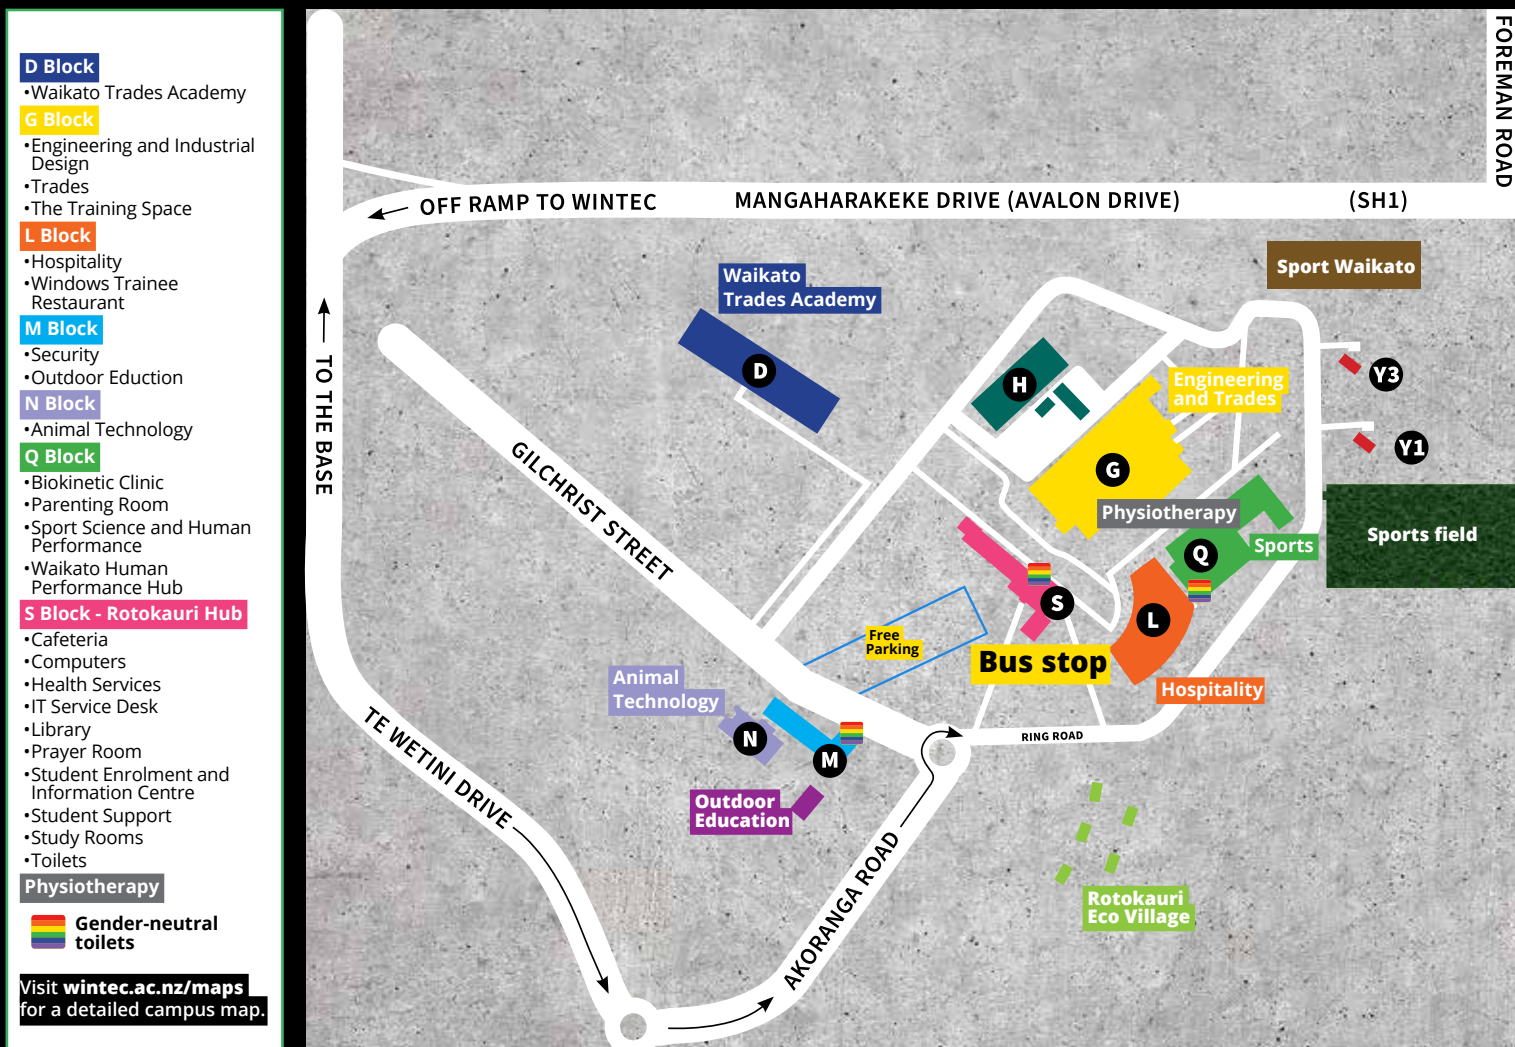 D Block
•Waikato Trades Academy
G Block
•Engineering and Industrial
Design
•Trades
•The Training Space
L Block
•Hospitality
•Windows Trainee
Restaurant
M Block
•Security
•Outdoor Eduction
N Block
•Animal Technology
Q Block
•Biokinetic Clinic
•Parenting Room
•Sport Science and Human
Performance
•Waikato Human
Performance Hub
S Block - Rotokauri Hub
•Cafeteria
•Computers
•Health Services
•IT Service Desk
•Library
•Prayer Room
•Student Enrolment and
Information Centre
•Student Support
•Study Rooms
•Toilets
Physiotherapy
Gender-neutral
toilets
Visit wintec.ac.nz/maps
for a detailed campus map.
FOREMAN ROAD
OFF RAMP TO WINTEC
MANGAHARAKEKE DRIVE (AVALON DRIVE)
(SH1)
Sport Waikato
Waikato
Trades Academy
D
H
Engineering
and Trades
Y3
Y1
TO THE BASE
GILCHRIST STREET
G
Physiotherapy
Q
Sports
Sports field
S
L
Free
Parking
Bus stop
Hospitality
Animal
Technology
N
M
RING ROAD
TE WETINI DRIVE
Outdoor
Education
AKORANGA ROAD
Rotokauri
Eco Village